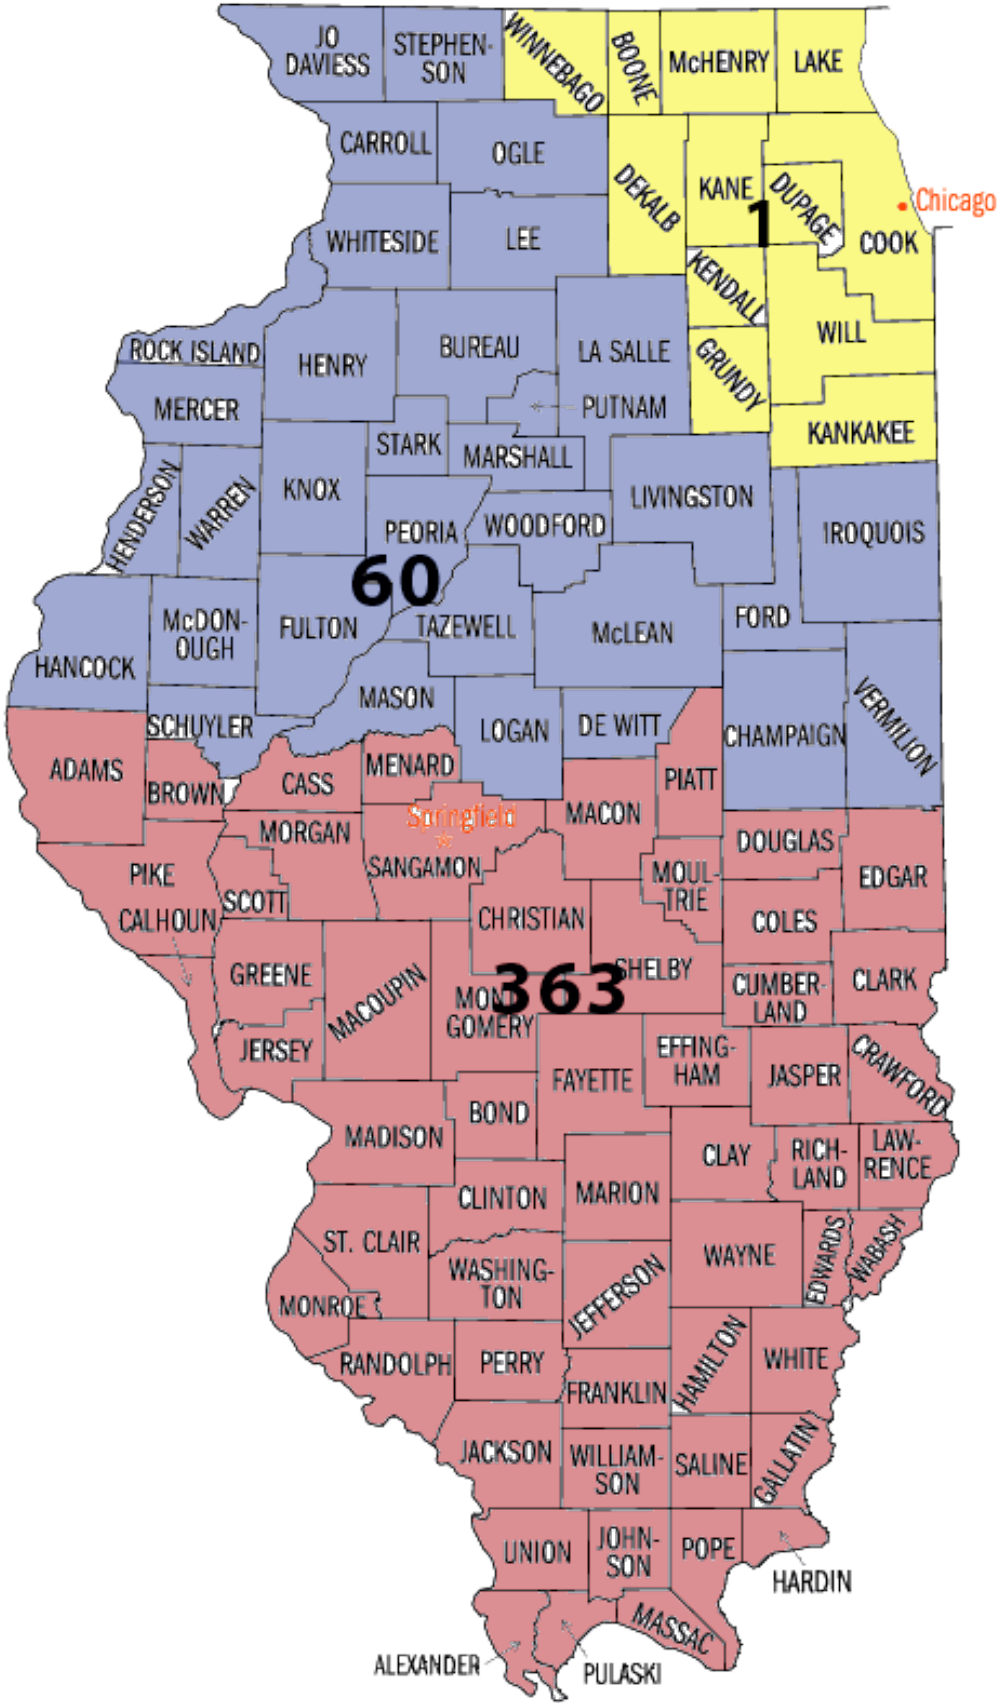 JO
DAVIESS
STEPHEN-
SON
WINNEBAGO
BOONE
McHENRY
LAKE
CARROLL
OGLE
DEKALB
KANE
DUPAGE
Chicago
COOK
1
WHITESIDE
LEE
KENDALL
WILL
ROCK ISLAND
HENRY
BUREAU
LA SALLE
GRUNDY
MERCER
PUTNAM
KANKAKEE
STARK
MARSHALL
HENDERSON
WARREN
KNOX
PEORIA
WOODFORD
LIVINGSTON
IROQUOIS
60
HANCOCK
McDON-
OUGH
FULTON
TAZEWELL
McLEAN
FORD
SCHUYLER
MASON
LOGAN
DE WITT
CHAMPAIGN
VERMILION
ADAMS
BROWN
CASS
MENARD
PIATT
MACON
Springfield
MORGAN
SANGAMON
DOUGLAS
PIKE
SCOTT
MOUL-
TRIE
EDGAR
CALHOUN
CHRISTIAN
COLES
GREENE
MACOUPIN
MONT
GOMERY
363
SHELBY
CUMBER-
LAND
CLARK
JERSEY
FAYETTE
EFFING-
HAM
JASPER
CRAWFORD
MADISON
BOND
CLAY
RICH-
LAND
LAW-
RENCE
CLINTON
MARION
ST. CLAIR
WASHING-
TON
JEFFERSON
WAYNE
EDWARDS
WABASH
MONROE
RANDOLPH
PERRY
FRANKLIN
HAMILTON
WHITE
JACKSON
WILLIAM-
SON
SALINE
GALLATIN
UNION
JOHN-
SON
POPE
HARDIN
MASSAC
ALEXANDER
PULASKI